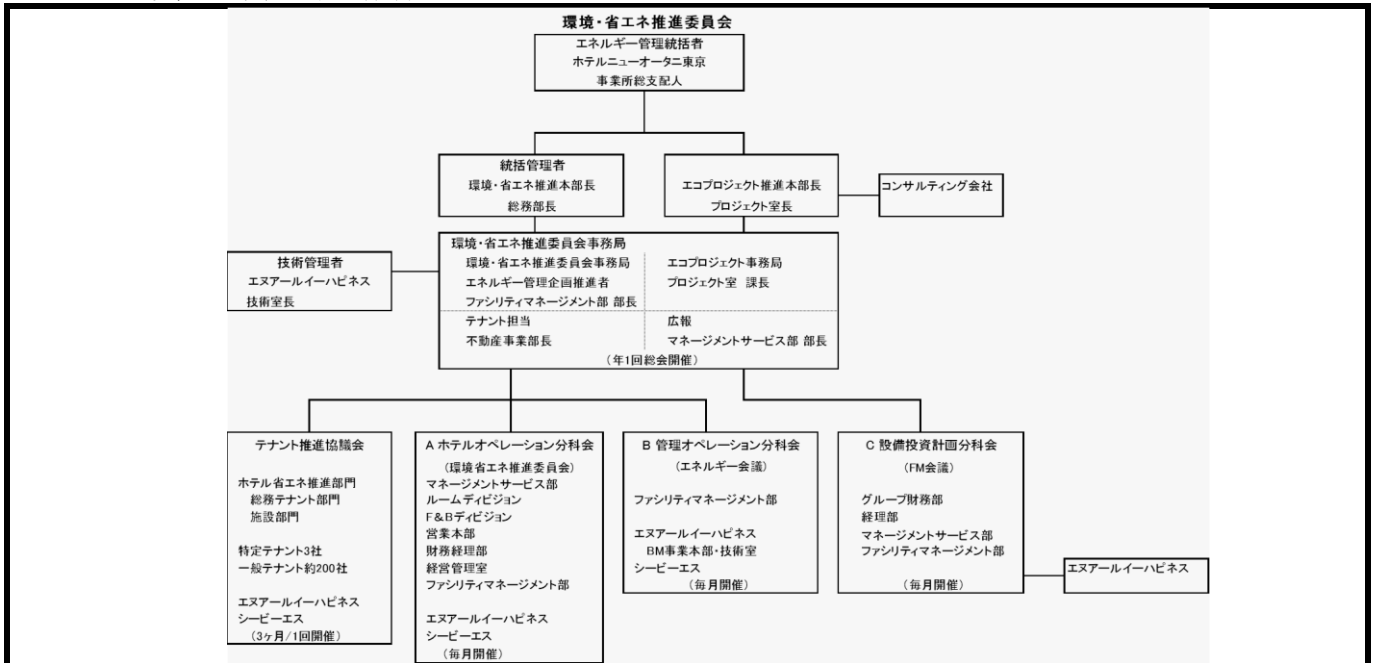 環境・省エネ推進委員会
エネルギー管理統括者
ホテルニューオータニ東京
事業所総支配人
統括管理者
環境・省エネ推進本部長
総務部長
エコプロジェクト推進本部長
プロジェクト室長
コンサルティング会社
技術管理者
エヌアールイーハピネス
技術室長
環境・省エネ推進委員会事務局
環境・省エネ推進委員会事務局
エネルギー管理企画推進者
ファシリティマネージメント部 部長
エコプロジェクト事務局
プロジェクト室 課長
テナント担当
不動産事業部長
広報
マネージメントサービス部 部長
(年1回総会開催)
テナント推進協議会
ホテル省エネ推進部門
総務テナント部門
施設部門
特定テナント3社
一般テナント約200社
エヌアールイーハピネス
シービーエス
(3ヶ月/1回開催)
A ホテルオペレーション分科会
(環境省エネ推進委員会)
マネージメントサービス部
ルームディビジョン
F&Bディビジョン
営業本部
財務経理部
経営管理室
ファシリティマネージメント部
エヌアールイーハピネス
シービーエス
(毎月開催)
B 管理オペレーション分科会
(エネルギー会議)
ファシリティマネージメント部
エヌアールイーハピネス
BM事業本部・技術室
シービーエス
(毎月開催)
C 設備投資計画分科会
(FM会議)
グループ財務部
経理部
マネージメントサービス部
ファシリティマネージメント部
(毎月開催)
エヌアールイーハピネス